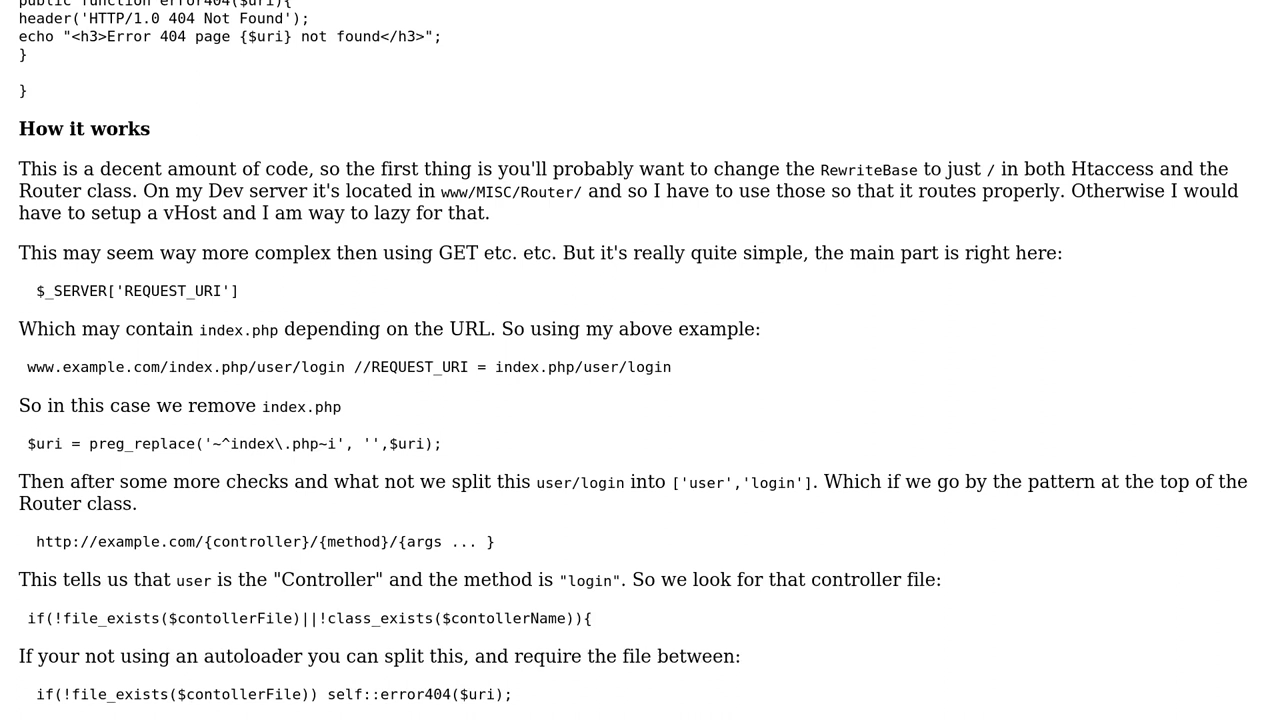 public function error404($uri){
header('HTTP/1.0 404 Not Found');
echo "<h3>Error 404 page {$uri} not found</h3>";
}
}
How it works
This is a decent amount of code, so the first thing is you'll probably want to change the RewriteBase to just / in both Htaccess and the
Router class. On my Dev server it's located in www/MISC/Router/ and so I have to use those so that it routes properly. Otherwise I would
have to setup a vHost and I am way to lazy for that.
This may seem way more complex then using GET etc. etc. But it's really quite simple, the main part is right here:
$_SERVER['REQUEST_URI']
Which may contain index.php depending on the URL. So using my above example:
www.example.com/index.php/user/login //REQUEST_URI = index.php/user/login
So in this case we remove index.php
$uri = preg_replace('~^index\.php~i', '',$uri);
Then after some more checks and what not we split this user/login into ['user','login']. Which if we go by the pattern at the top of the
Router class.
http://example.com/{controller}/{method}/{args ... }
This tells us that user is the "Controller" and the method is "login". So we look for that controller file:
if(!file_exists($contollerFile)||!class_exists($contollerName)){
If your not using an autoloader you can split this, and require the file between:
if(!file_exists($contollerFile)) self::error404($uri);